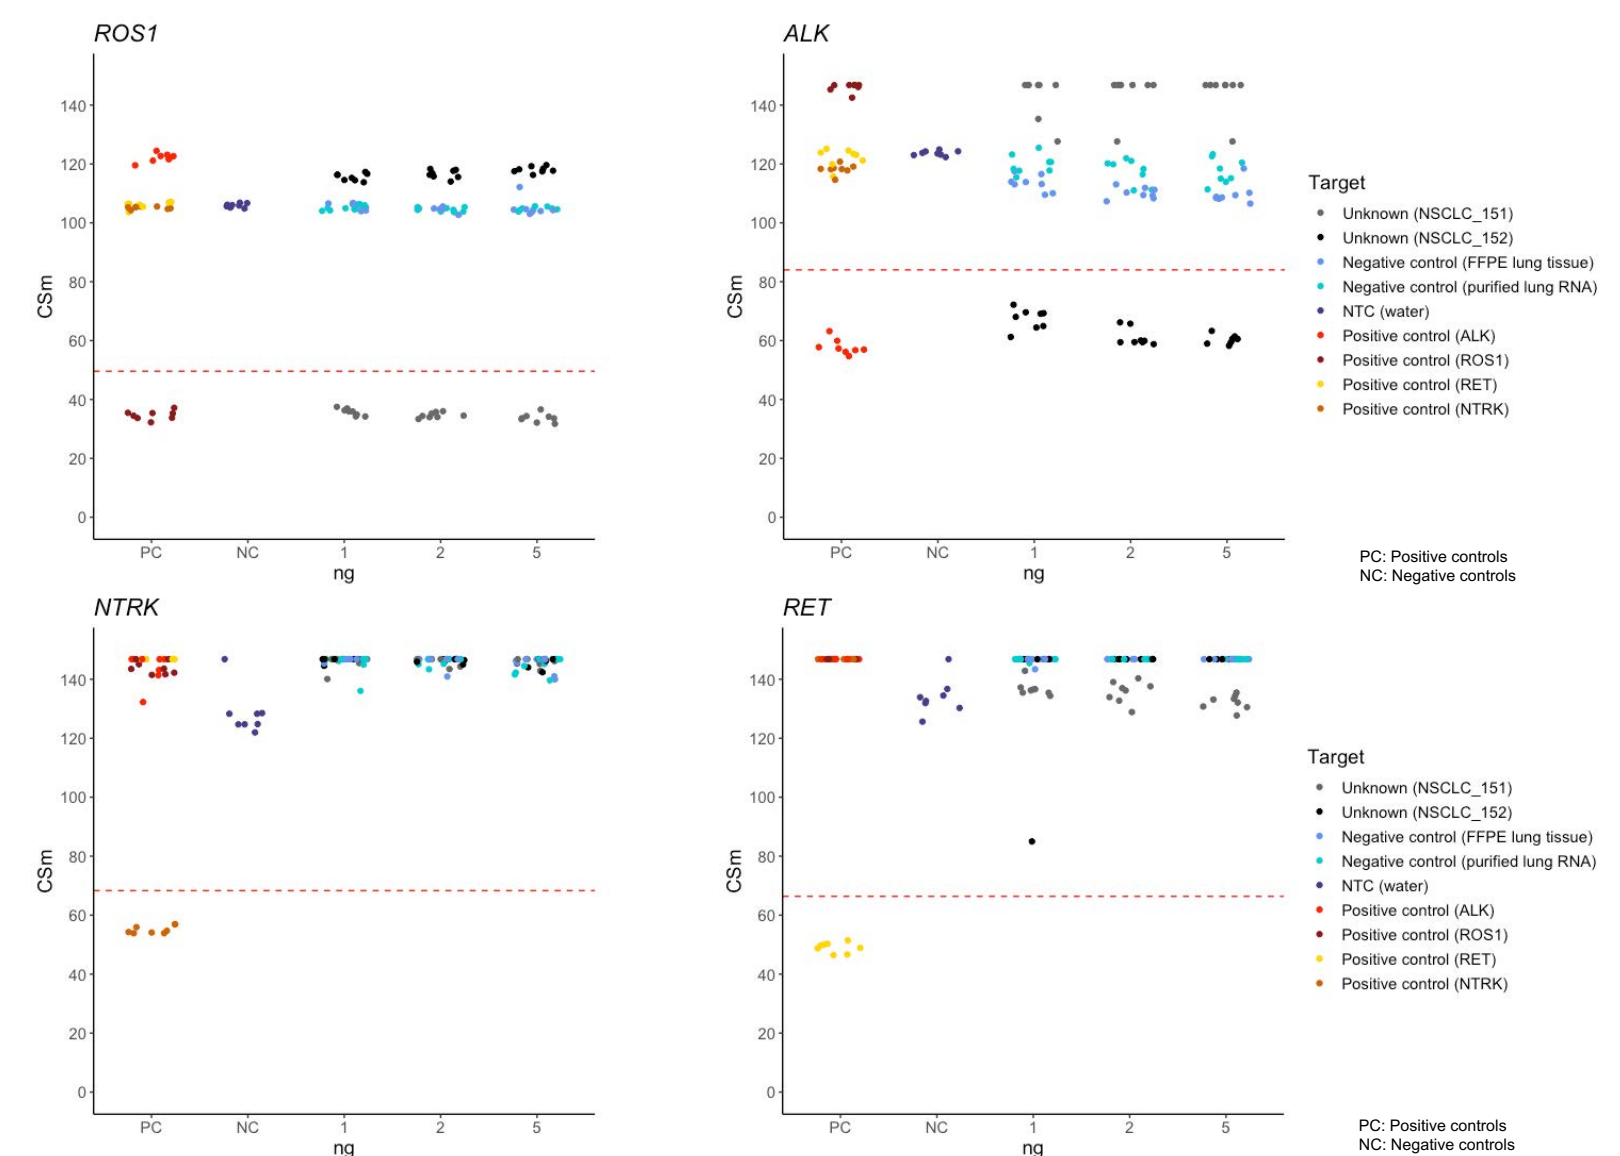 ROS1
140
120
100
80
60
40
20
0
CSm
PC NC 1 2 5
ng
ALK
140
120
100
80
60
40
20
0
CSm
PC NC 1 2 5
ng
Target
Unknown (NSCLC_151)
Unknown (NSCLC_152)
Negative control (FFPE lung tissue)
Negative control (purified lung RNA)
NTC (water)
Positive control (ALK)
Positive control (ROS1)
Positive control (RET)
Positive control (NTRK)
PC: Positive controls
NC: Negative controls
NTRK
140
120
100
80
60
40
20
0
CSm
PC NC 1 2 5
ng
RET
140
120
100
80
60
40
20
0
CSm
PC NC 1 2 5
ng
Target
Unknown (NSCLC_151)
Unknown (NSCLC_152)
Negative control (FFPE lung tissue)
Negative control (purified lung RNA)
NTC (water)
Positive control (ALK)
Positive control (ROS1)
Positive control (RET)
Positive control (NTRK)
PC: Positive controls
NC: Negative controls